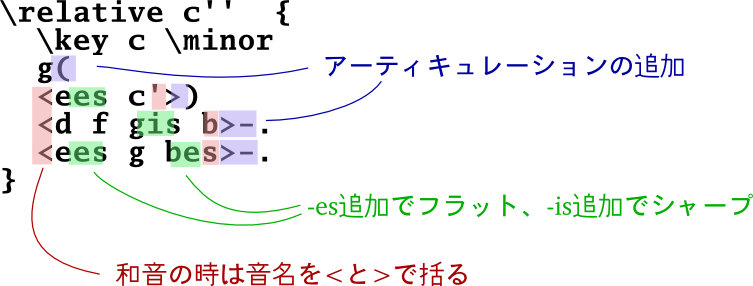 \relative c'' {
\key c \minor
g(
<ees c'>)
<d f gis b>-.
<ees g bes>-.
}
アーティキュレーションの追加
-es追加でフラット、-is追加でシャープ
和音の時は音名を<と>で括る